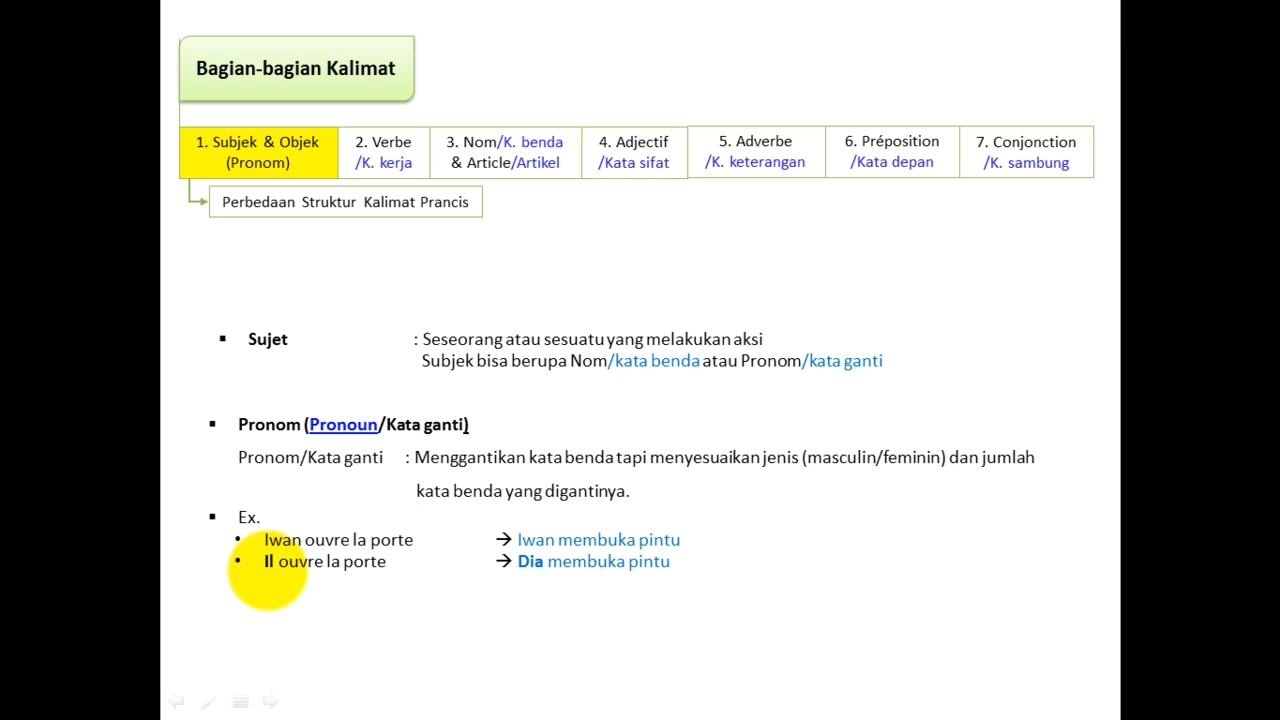 Bagian-bagian Kalimat
1. Subjek & Objek (Pronom)
2. Verbe /K. kerja
3. Nom/K. benda & Article/Artikel
4. Adjectif /Kata sifat
5. Adverbe /K. keterangan
6. Préposition /Kata depan
7. Conjonction /K. sambung
Perbedaan Struktur Kalimat Prancis
▪ Sujet : Seseorang atau sesuatu yang melakukan aksi
Subjek bisa berupa Nom/kata benda atau Pronom/kata ganti
▪ Pronom (Pronoun/Kata ganti)
Pronom/Kata ganti : Menggantikan kata benda tapi menyesuaikan jenis (masculin/feminin) dan jumlah
kata benda yang digantinya.
▪ Ex.
• Iwan ouvre la porte → Iwan membuka pintu
• Il ouvre la porte → Dia membuka pintu